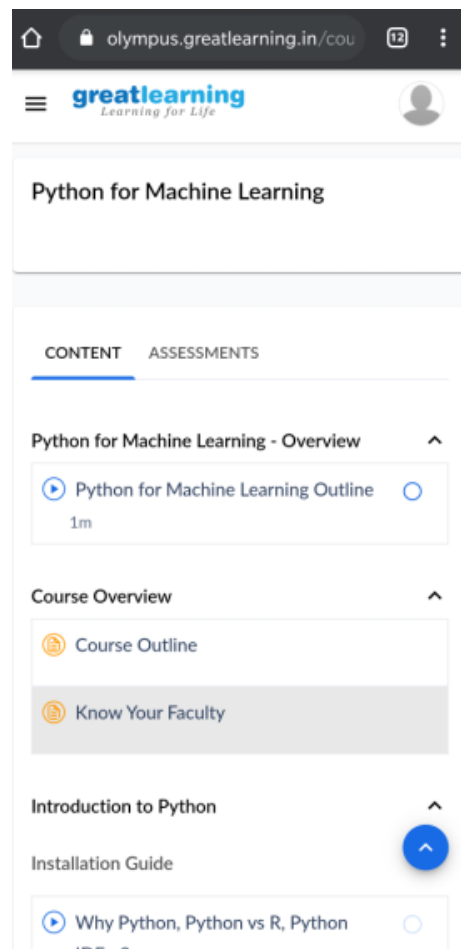 olympus.greatlearning.in/cou
12
greatlearning
Learning for Life
Python for Machine Learning
CONTENT ASSESSMENTS
Python for Machine Learning - Overview
Python for Machine Learning Outline
1m
Course Overview
Course Outline
Know Your Faculty
Introduction to Python
Installation Guide
Why Python, Python vs R, Python